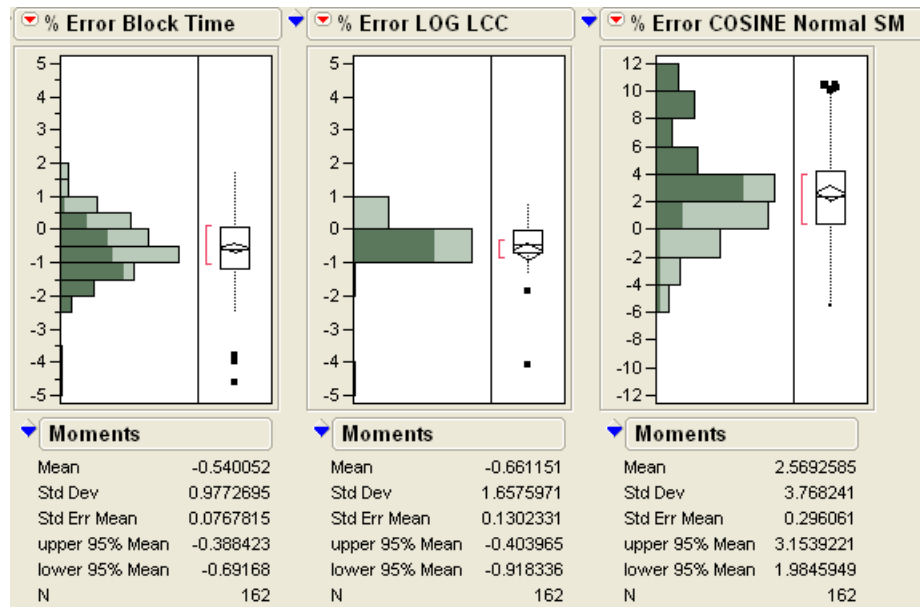 % Error Block Time
5
4
3
2
1
0
-1
-2
-3
-4
-5
Moments
Mean -0.540052
Std Dev 0.9772695
Std Err Mean 0.0767815
upper 95% Mean -0.388423
lower 95% Mean -0.69168
N 162
% Error LOG LCC
5
4
3
2
1
0
-1
-2
-3
-4
-5
Moments
Mean -0.661151
Std Dev 1.6575971
Std Err Mean 0.1302331
upper 95% Mean -0.403965
lower 95% Mean -0.918336
N 162
% Error COSINE Normal SM
12
10
8
6
4
2
0
-2
-4
-6
-8
-10
-12
Moments
Mean 2.5692585
Std Dev 3.768241
Std Err Mean 0.296061
upper 95% Mean 3.1539221
lower 95% Mean 1.9845949
N 162